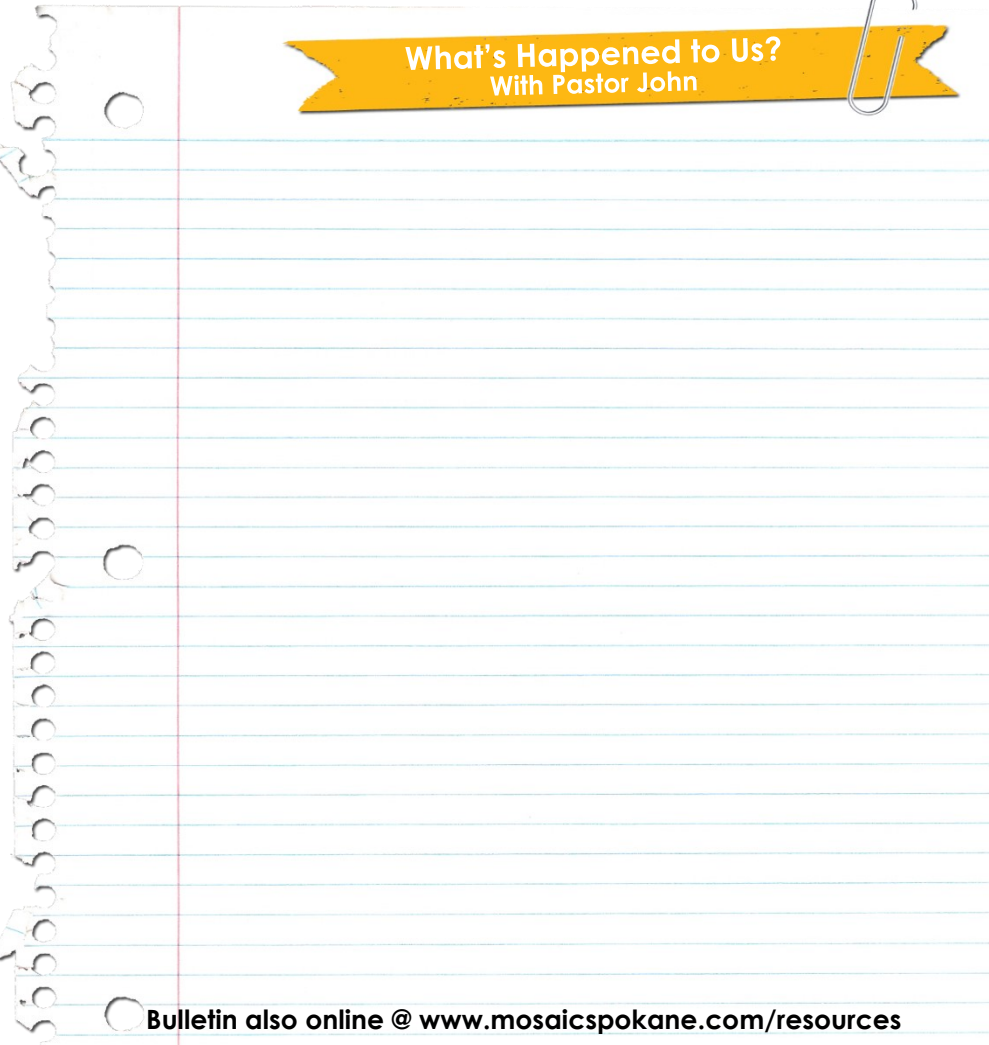 What's Happened to Us?
With Pastor John
Bulletin also online @ www.mosaicspokane.com/resources